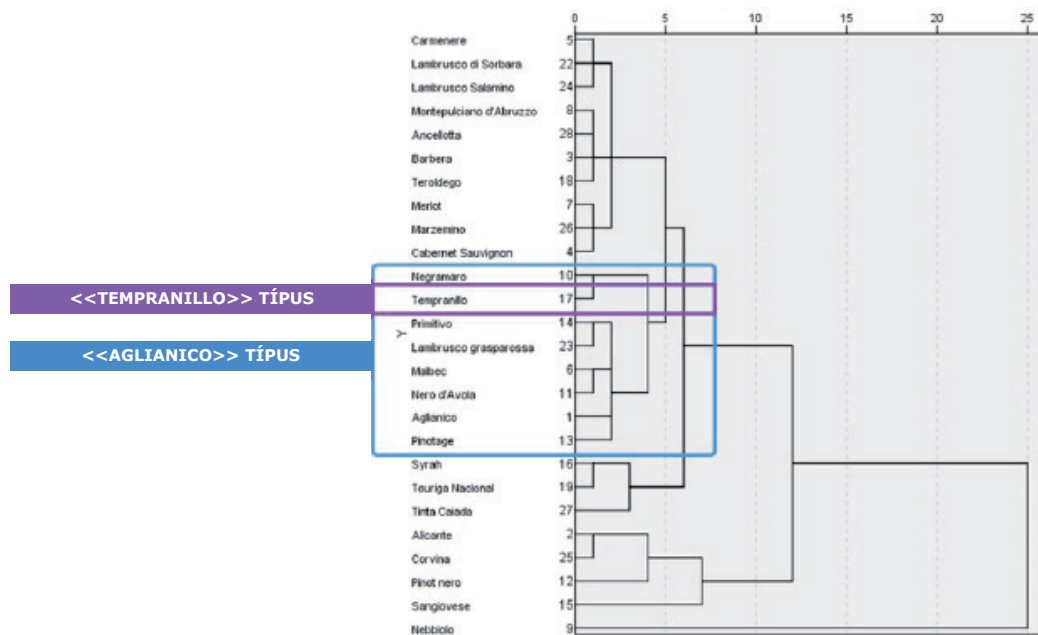 0 5 10 15 20 25
Carmenere 5
Lambrusco di Sorbara 22
Lambrusco Salamino 24
Montepulciano d'Abruzzo 8
Ancellotta 28
Barbera 3
Teroldego 18
Merlot 7
Marzemino 26
Cabernet Sauvignon 4
Negramaro 10
<<TEMPRANILLO>> TÍPUS
Tempranillo 17
Primitivo 14
Y
<<AGLIANICO>> TÍPUS
Lambrusco grasparossa 23
Malbec 6
Nero d'Avola 11
Aglianico 1
Pinotage 13
Syrah 16
Touriga Nacional 19
Tinta Caiada 27
Alicante 2
Corvina 25
Pinot nero 12
Sangiovese 15
Nebbiolo 9